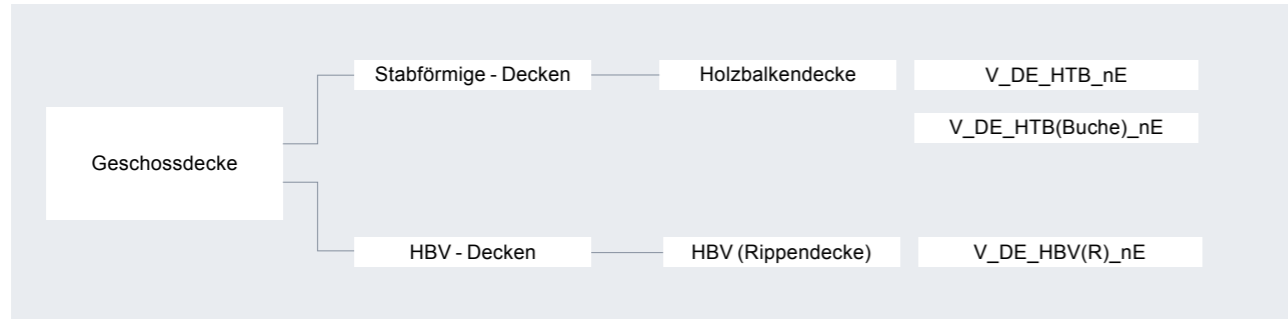 Stabförmige - Decken
Holzbalkendecke
V_DE_HTB_nE
V_DE_HTB(Buche)_nE
Geschossdecke
HBV - Decken
HBV (Rippendecke)
V_DE_HBV(R)_nE